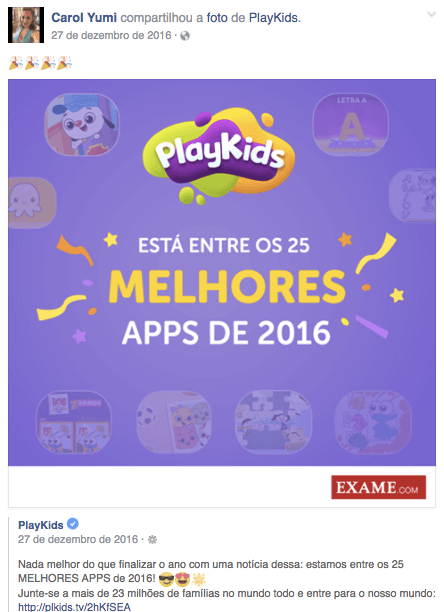 Carol Yumi compartilhou a foto de PlayKids.
27 de dezembro de 2016 ·
🎉🎉🎉🎉
LETRA A
A
PlayKids
ESTÁ ENTRE OS 25
MELHORES
APPS DE 2016
EXAME.COM
PlayKids
27 de dezembro de 2016 ·
Nada melhor do que finalizar o ano com uma notícia dessa: estamos entre os 25
MELHORES APPS de 2016! 😎😍🌟
Junte-se a mais de 23 milhões de famílias no mundo todo e entre para o nosso mundo:
http://plkids.tv/2hKfSEA